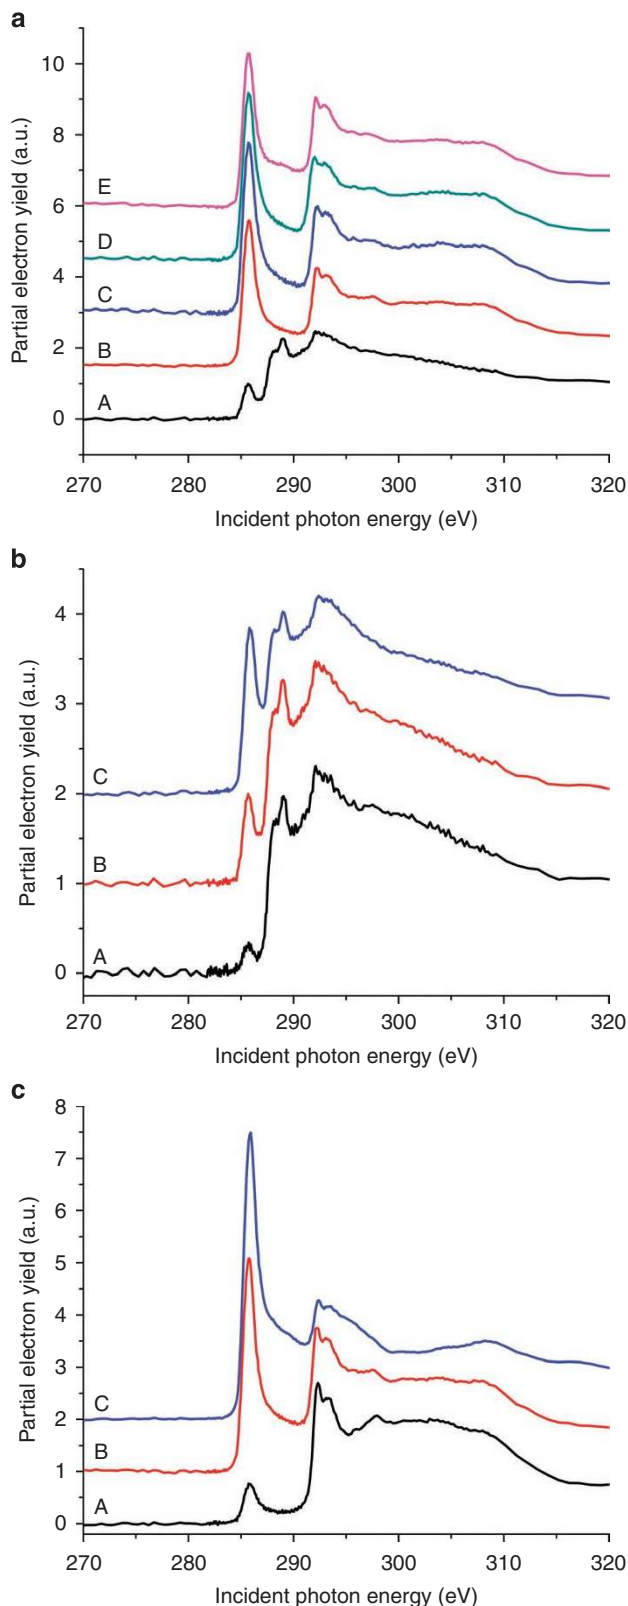 a
10
8
6
4
2
0
Partial electron yield (a.u.)
E
D
C
B
A
270 280 290 300 310 320
Incident photon energy (eV)
b
4
3
2
1
0
Partial electron yield (a.u.)
C
B
A
270 280 290 300 310 320
Incident photon energy (eV)
c
8
7
6
5
4
3
2
1
0
Partial electron yield (a.u.)
C
B
A
270 280 290 300 310 320
Incident photon energy (eV)